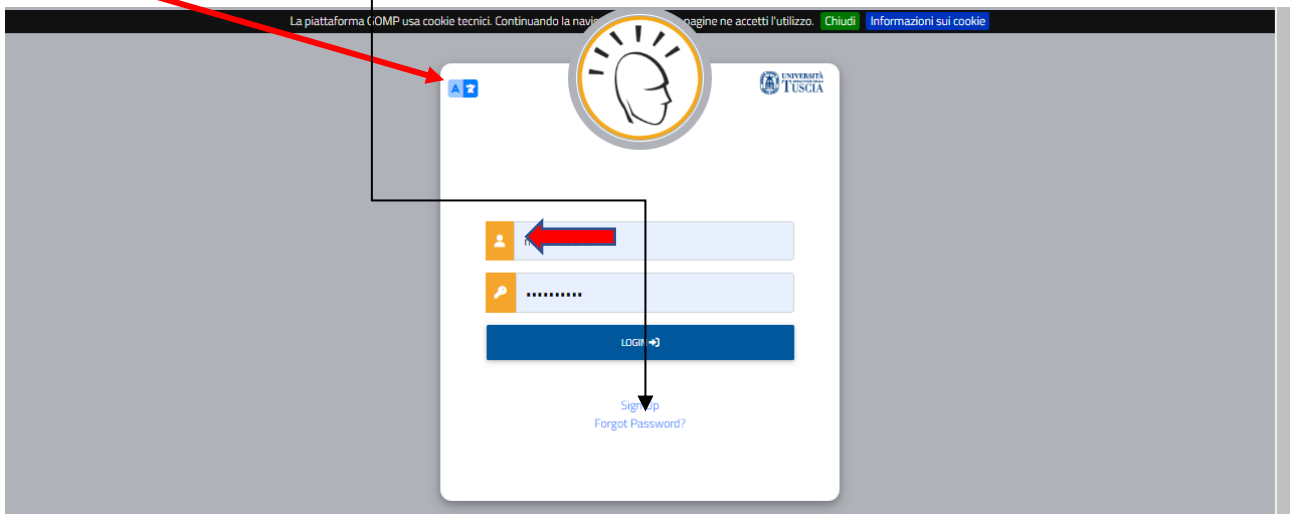 La piattaforma GOMP usa cookie tecnici. Continuando la pagine ne accetti l'utilizzo. Chiudi Informazioni sui cookie
A
UNIVERSITÀ
TUSCIA
LOGIN
Sign Up
Forgot Password?